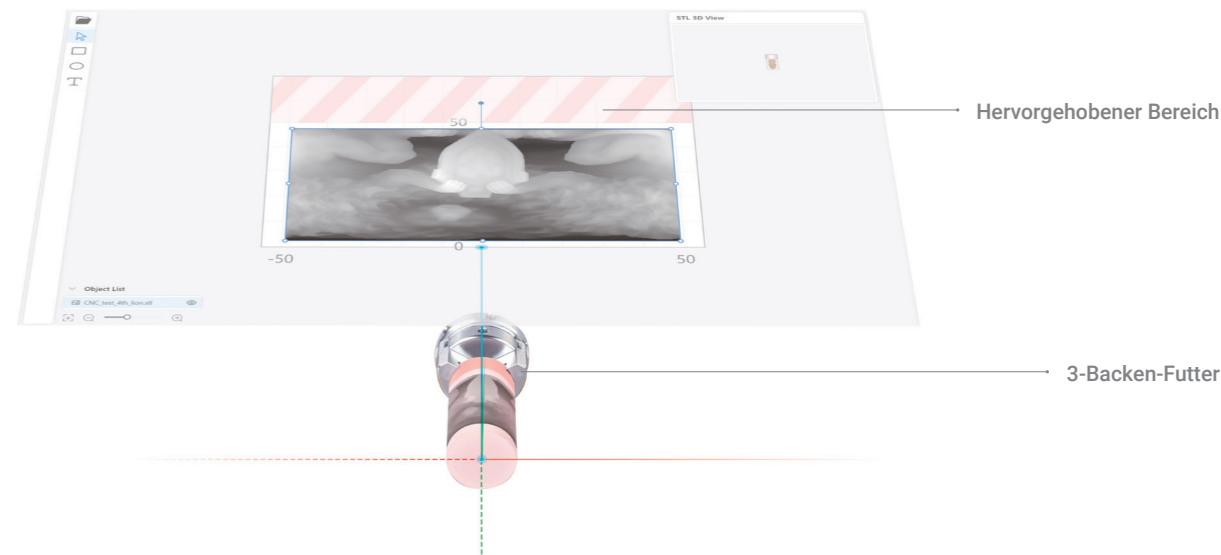 STL 3D View
Hervorgehobener Bereich
50
0
-50
50
Object List
CNC_test_4th_lion.stl
3-Backen-Futter